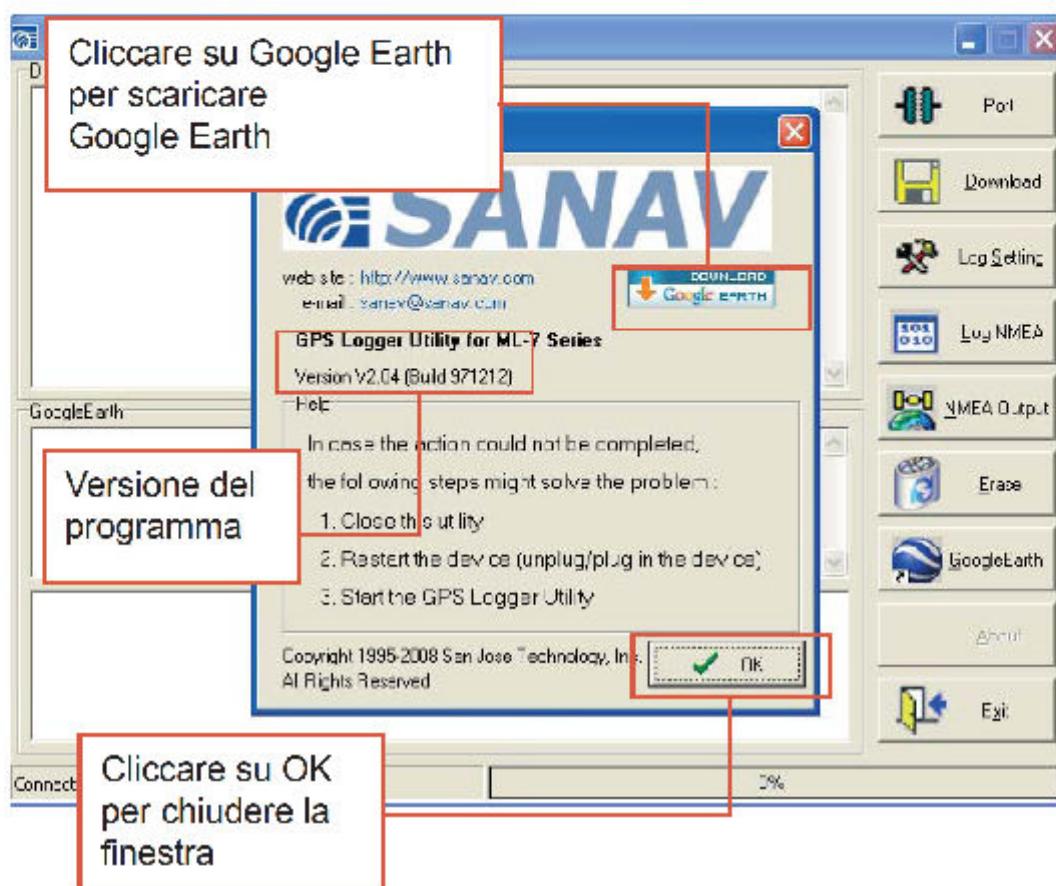 Cliccare su Google Earth
per scaricare
Google Earth
D
SANAV
web site : http://www.sanav.com
e-mail : sanav@sanav.com
DOWNLOAD
Google EARTH
GPS Logger Utility for ML-7 Series
Version V2.04 (Build 971212)
Help
In case the action could not be completed,
the following steps might solve the problem :
1. Close this utility
2. Restart the device (unplug/plug in the device)
3. Start the GPS Logger Utility
Copyright 1995-2008 San Jose Technology, Inc.
All Rights Reserved
OK
GoogleEarth
Versione del
programma
Cliccare su OK
per chiudere la
finestra
Connect
0%
Port
Download
Log Setting
101
010
Log NMEA
NMEA Output
Erase
GoogleEarth
About
Exit